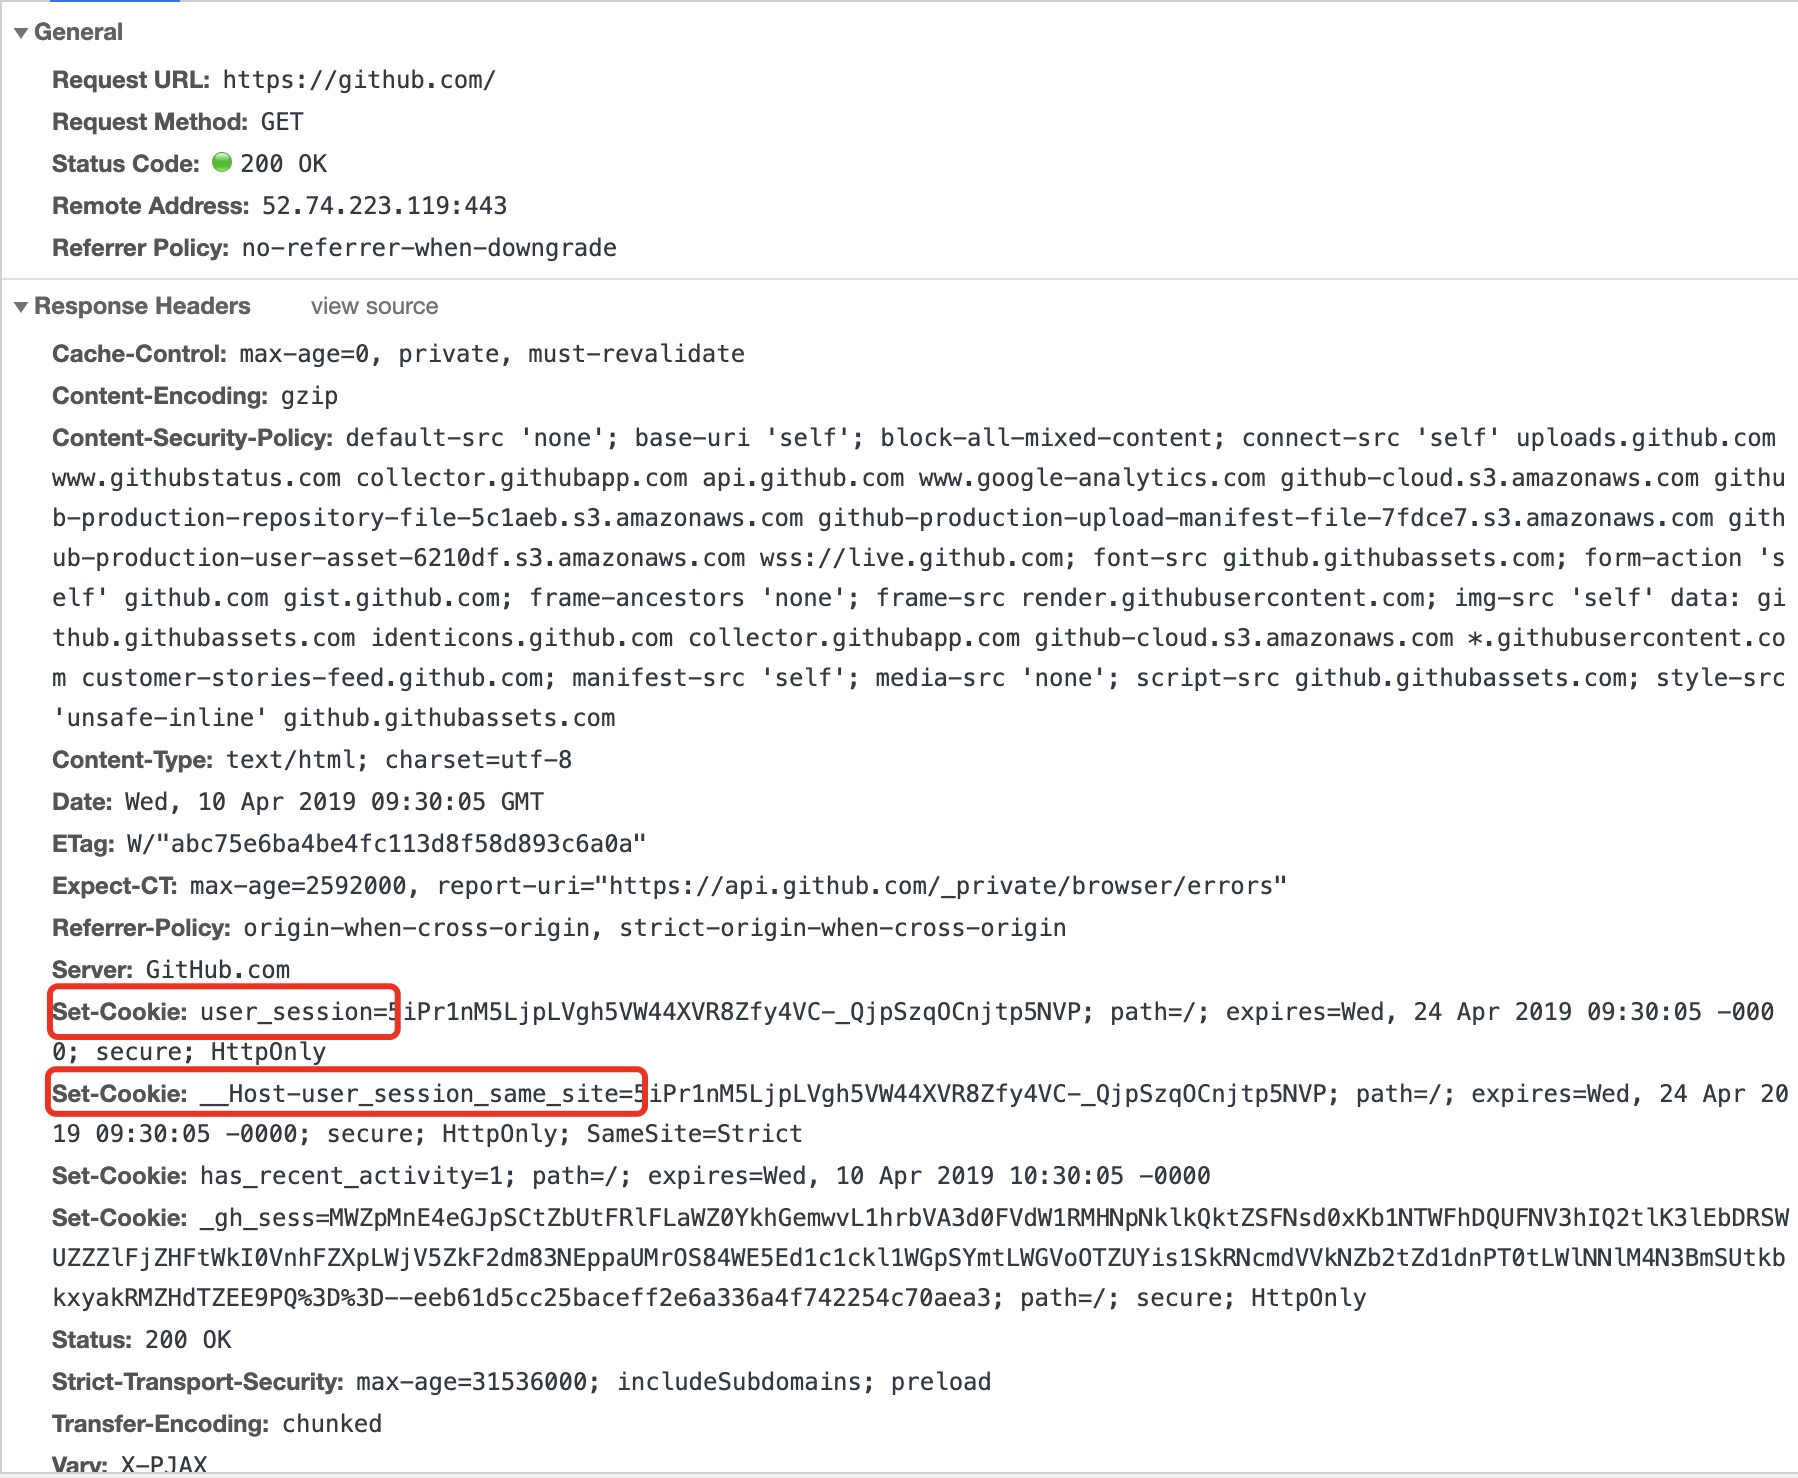 General
Request URL: https://github.com/
Request Method: GET
Status Code: 200 OK
Remote Address: 52.74.223.119:443
Referrer Policy: no-referrer-when-downgrade
Response Headers view source
Cache-Control: max-age=0, private, must-revalidate
Content-Encoding: gzip
Content-Security-Policy: default-src 'none'; base-uri 'self'; block-all-mixed-content; connect-src 'self' uploads.github.com
www.githubstatus.com collector.githubapp.com api.github.com www.google-analytics.com github-cloud.s3.amazonaws.com githu
b-production-repository-file-5c1aeb.s3.amazonaws.com github-production-upload-manifest-file-7fdce7.s3.amazonaws.com gith
ub-production-user-asset-6210df.s3.amazonaws.com wss://live.github.com; font-src github.githubassets.com; form-action 's
elf' github.com gist.github.com; frame-ancestors 'none'; frame-src render.githubusercontent.com; img-src 'self' data: gi
thub.githubassets.com identicons.github.com collector.githubapp.com github-cloud.s3.amazonaws.com *.githubusercontent.co
m customer-stories-feed.github.com; manifest-src 'self'; media-src 'none'; script-src github.githubassets.com; style-src
'unsafe-inline' github.githubassets.com
Content-Type: text/html; charset=utf-8
Date: Wed, 10 Apr 2019 09:30:05 GMT
ETag: W/"abc75e6ba4be4fc113d8f58d893c6a0a"
Expect-CT: max-age=2592000, report-uri="https://api.github.com/_private/browser/errors"
Referrer-Policy: origin-when-cross-origin, strict-origin-when-cross-origin
Server: GitHub.com
Set-Cookie: user_session=5iPr1nM5LjpLVgh5VW44XVR8Zfy4VC-_QjpSzqOCnjtp5NVP; path=/; expires=Wed, 24 Apr 2019 09:30:05 -000
0; secure; HttpOnly
Set-Cookie: __Host-user_session_same_site=5iPr1nM5LjpLVgh5VW44XVR8Zfy4VC-_QjpSzqOCnjtp5NVP; path=/; expires=Wed, 24 Apr 20
19 09:30:05 -0000; secure; HttpOnly; SameSite=Strict
Set-Cookie: has_recent_activity=1; path=/; expires=Wed, 10 Apr 2019 10:30:05 -0000
Set-Cookie: _gh_sess=MWZpMnE4eGJpSCtZbUtFRlFLaWZ0YkhGemwvL1hrbVA3d0FVdW1RMHNpNklkQktZSFNsd0xKb1NTWFhDQUFNV3hIQ2tlK3lEbDRSW
UZZZlFjZHFtWkI0VnhFZXpLWjV5ZkF2dm83NEppaUMrOS84WE5Ed1c1ckl1WGpSYmtLWGVoOTZUYis1SkRNcmdVVkNZb2tZd1dnPT0tLWlNNlM4N3BmSUtkb
kxyakRMZHdTZEE9PQ%3D%3D--eeb61d5cc25baceff2e6a336a4f742254c70aea3; path=/; secure; HttpOnly
Status: 200 OK
Strict-Transport-Security: max-age=31536000; includeSubdomains; preload
Transfer-Encoding: chunked
Vary: X-PJAX